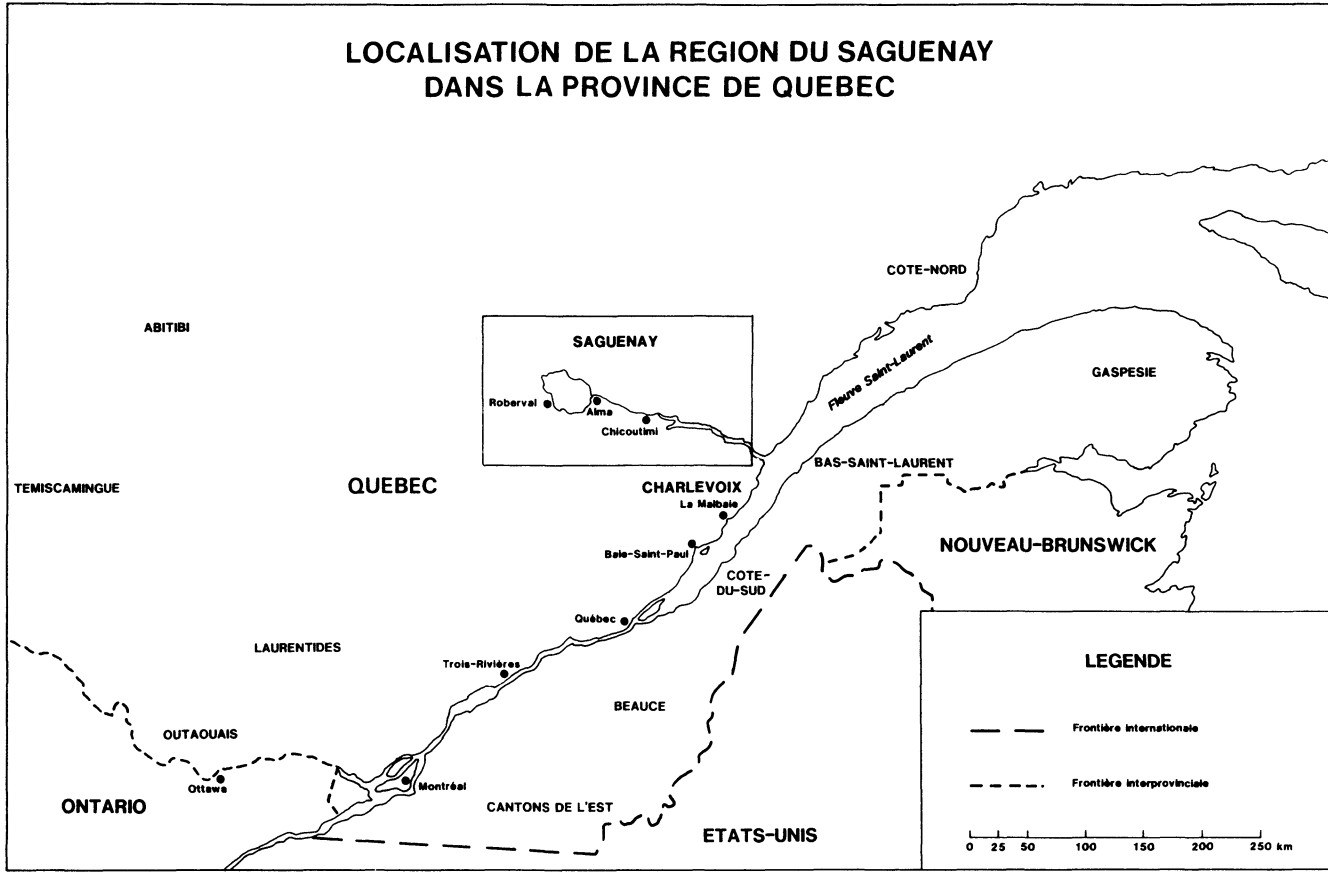 LOCALISATION DE LA REGION DU SAGUENAY
DANS LA PROVINCE DE QUEBEC
COTE-NORD
ABITIBI
SAGUENAY
Fleuve Saint-Laurent
GASPESIE
Roberval
Alma
Chicoutimi
BAS-SAINT-LAURENT
TEMISCAMINGUE
QUEBEC
CHARLEVOIX
La Malbaie
NOUVEAU-BRUNSWICK
Baie-Saint-Paul
COTE-
DU-SUD
Québec
LAURENTIDES
Trois-Rivières
BEAUCE
OUTAOUAIS
Ottawa
Montréal
ONTARIO
CANTONS DE L'EST
ETATS-UNIS
LEGENDE
Frontière internationale
Frontière interprovinciale
0 25 50 100 150 200 250 km